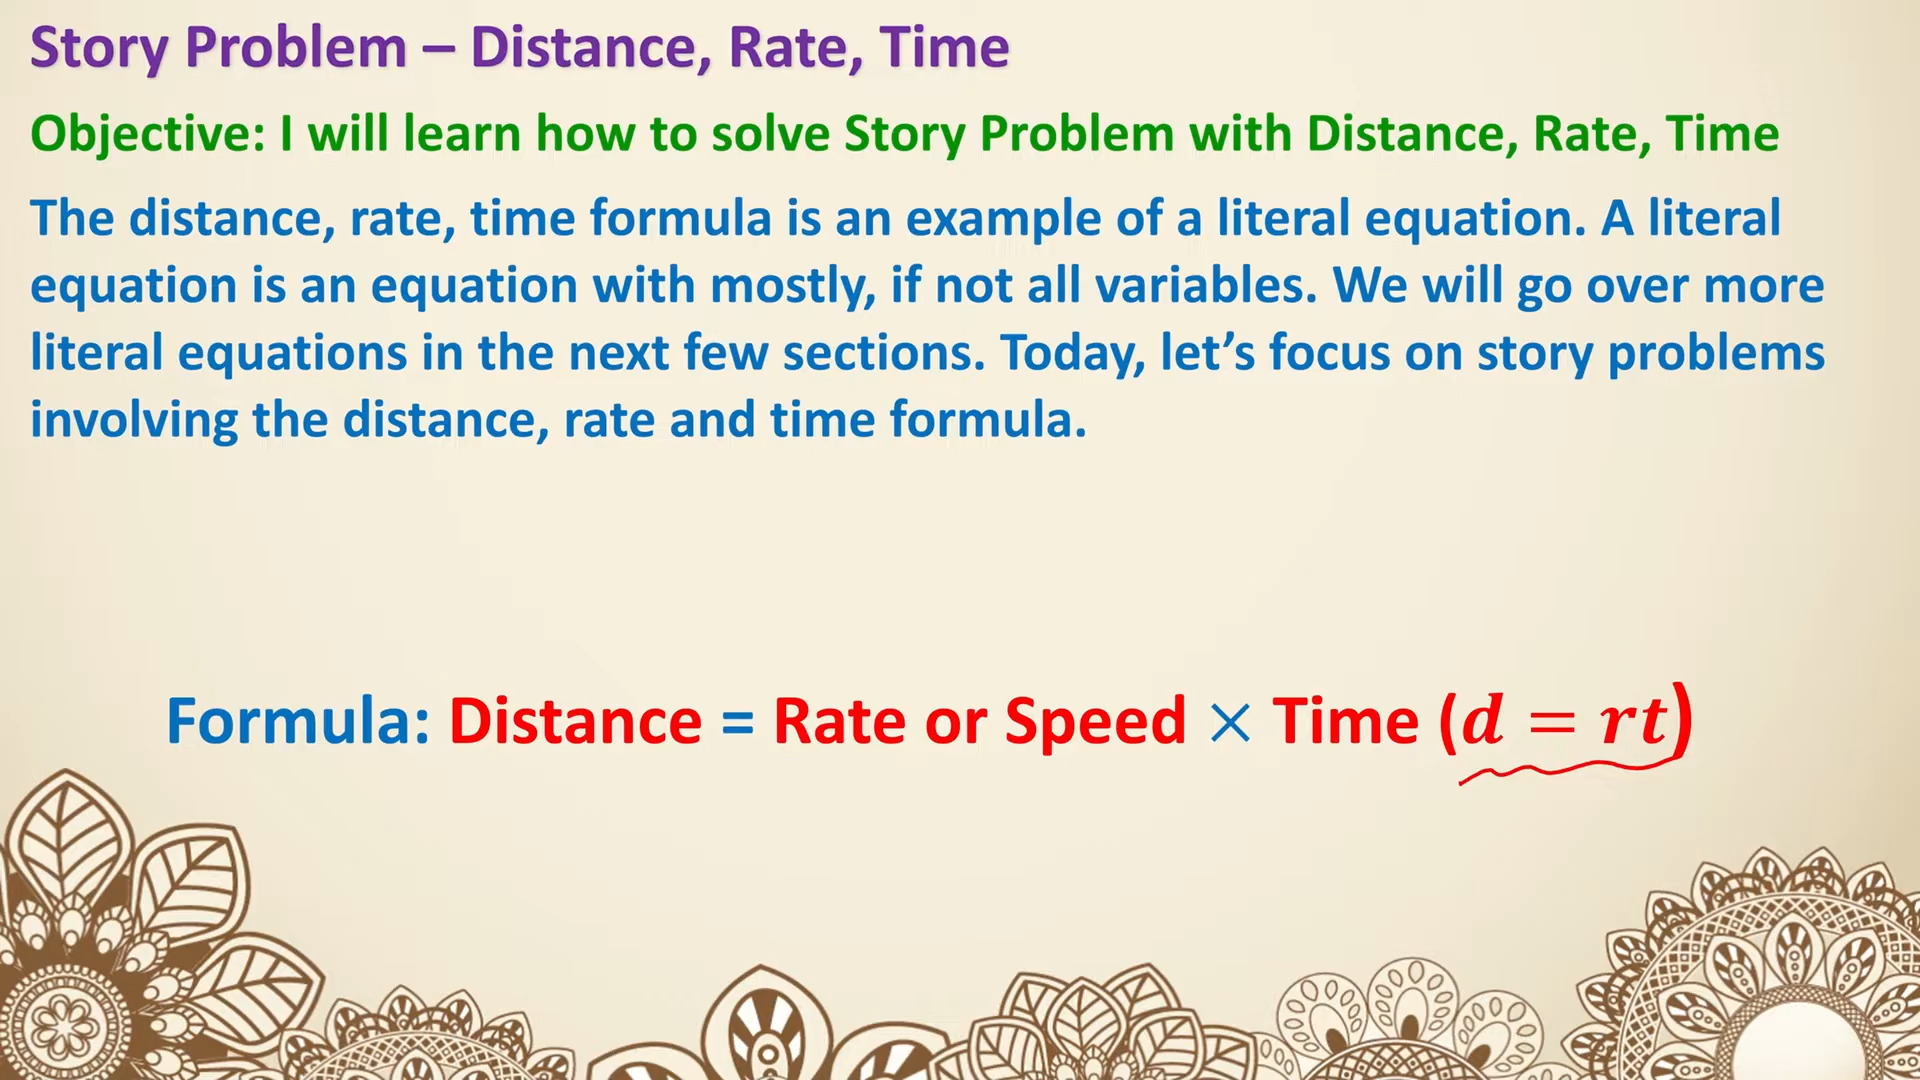 Story Problem – Distance, Rate, Time
Objective: I will learn how to solve Story Problem with Distance, Rate, Time
The distance, rate, time formula is an example of a literal equation. A literal
equation is an equation with mostly, if not all variables. We will go over more
literal equations in the next few sections. Today, let’s focus on story problems
involving the distance, rate and time formula.
Formula: Distance = Rate or Speed × Time (d = rt)